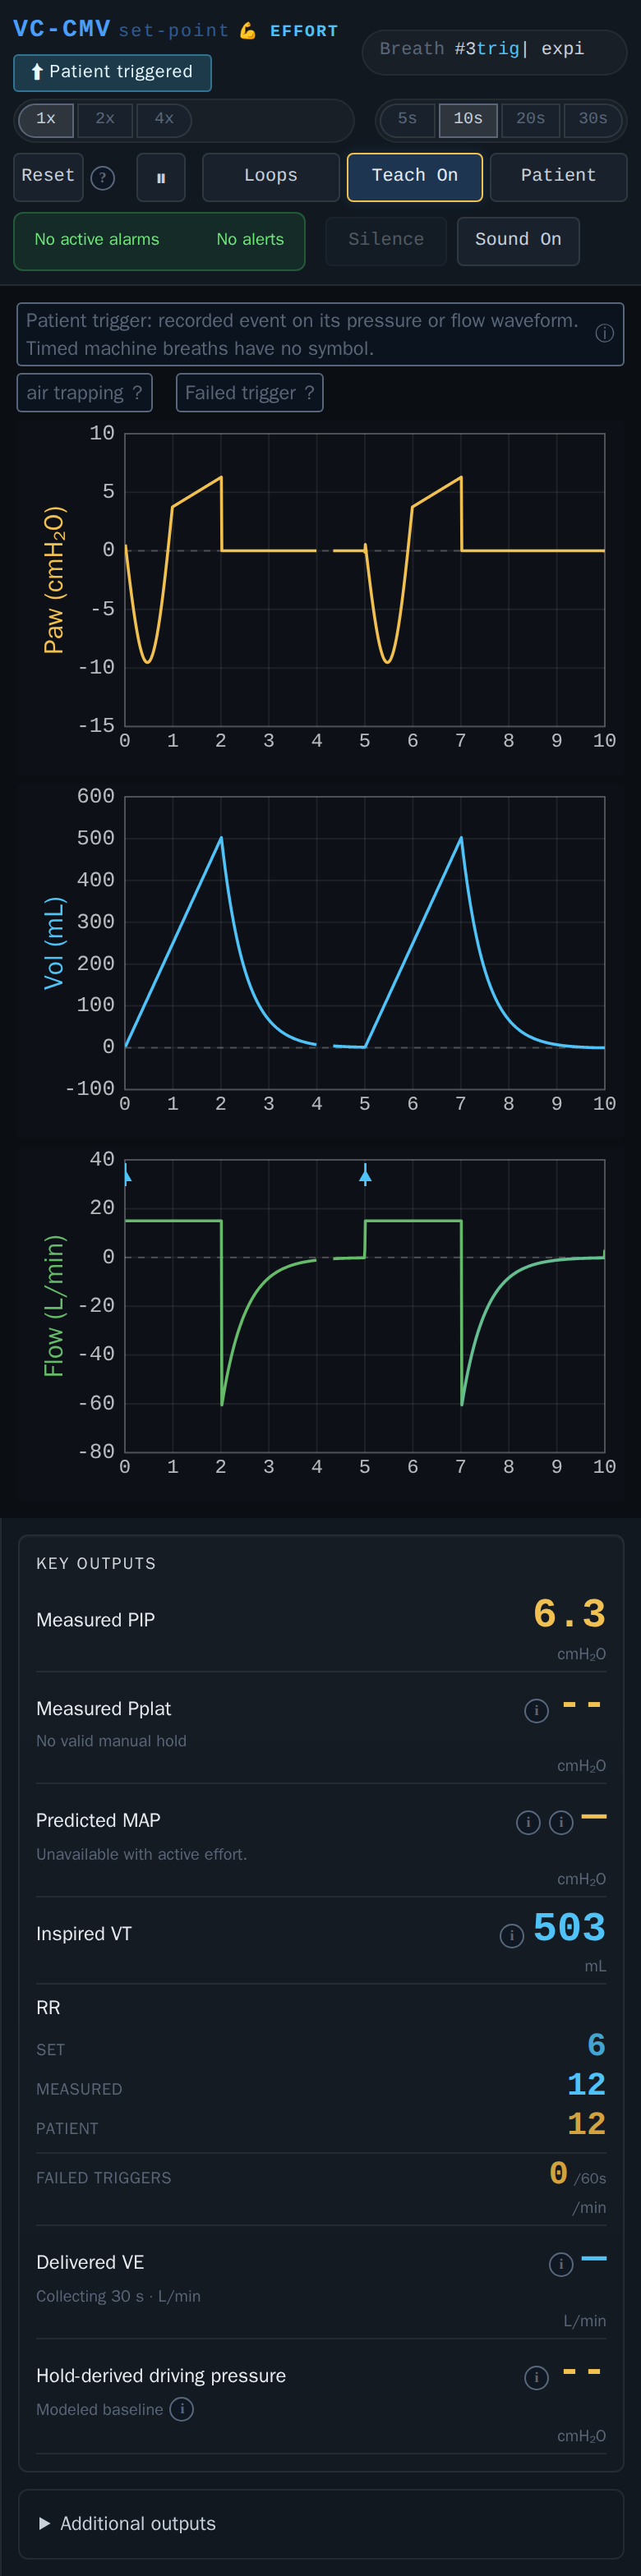 VC-CMV set-point 💪 EFFORT
Breath #3trig| expi
⬆ Patient triggered
1x 2x 4x
5s 10s 20s 30s
Reset ? ⏸ Loops Teach On Patient
No active alarms No alerts Silence Sound On
Patient trigger: recorded event on its pressure or flow waveform.
Timed machine breaths have no symbol.
ⓘ
air trapping ? Failed trigger ?
Paw (cmH₂O)
10
5
0
-5
-10
-15
0 1 2 3 4 5 6 7 8 9 10
Vol (mL)
600
500
400
300
200
100
0
-100
0 1 2 3 4 5 6 7 8 9 10
Flow (L/min)
40
20
0
-20
-40
-60
-80
0 1 2 3 4 5 6 7 8 9 10
KEY OUTPUTS
Measured PIP 6.3
cmH₂O
Measured Pplat i --
No valid manual hold
cmH₂O
Predicted MAP i i —
Unavailable with active effort.
cmH₂O
Inspired VT i 503
mL
RR
SET 6
MEASURED 12
PATIENT 12
FAILED TRIGGERS 0 /60s
/min
Delivered VE i —
Collecting 30 s · L/min
L/min
Hold-derived driving pressure i --
Modeled baseline i
cmH₂O
▶ Additional outputs